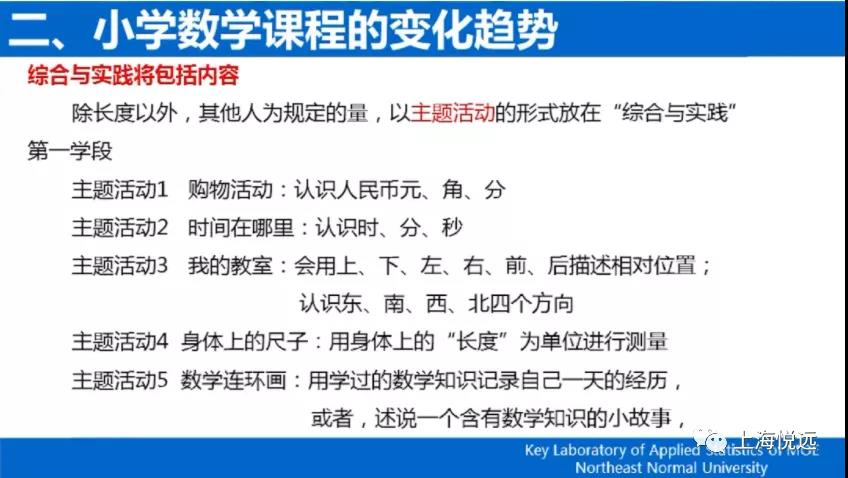 二、小学数学课程的变化趋势
综合与实践将包括内容
除长度以外，其他人为规定的量，以主题活动的形式放在“综合与实践”
第一学段
主题活动1 购物活动：认识人民币元、角、分
主题活动2 时间在哪里：认识时、分、秒
主题活动3 我的教室：会用上、下、左、右、前、后描述相对位置；
认识东、南、西、北四个方向
主题活动4 身体上的尺子：用身体上的“长度”为单位进行测量
主题活动5 数学连环画：用学过的数学知识记录自己一天的经历，
或者，述说一个含有数学知识的小故事，
上海悦远
Key Laboratory of Applied Statistics of MOE
Northeast Normal University